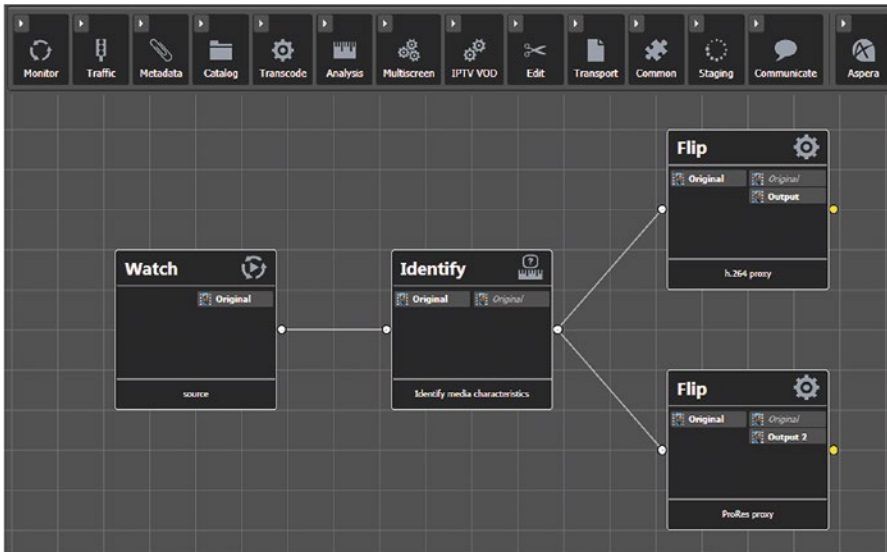 Monitor Traffic Metadata Catalog Transcode Analysis Multiscreen IPTV VOD Edit Transport Common Staging Communicate Aspera
Flip
Original Original
Output
h.264 proxy
Watch
Original
source
Identify
Original Original
Identify media characteristics
Flip
Original Original
Output 2
ProRes proxy